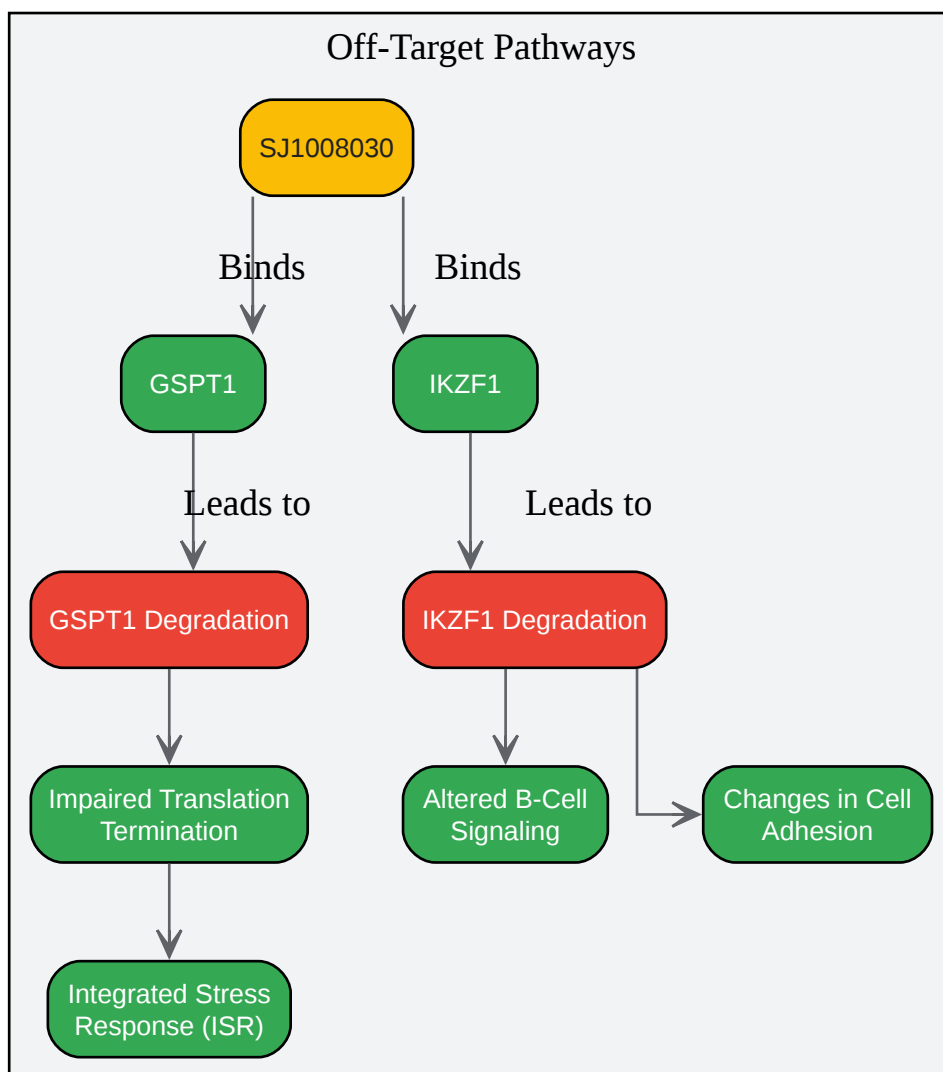 Off-Target Pathways
SJ1008030
Binds
Binds
GSPT1
IKZF1
Leads to
Leads to
GSPT1 Degradation
IKZF1 Degradation
Impaired Translation
Termination
Altered B-Cell
Signaling
Changes in Cell
Adhesion
Integrated Stress
Response (ISR)